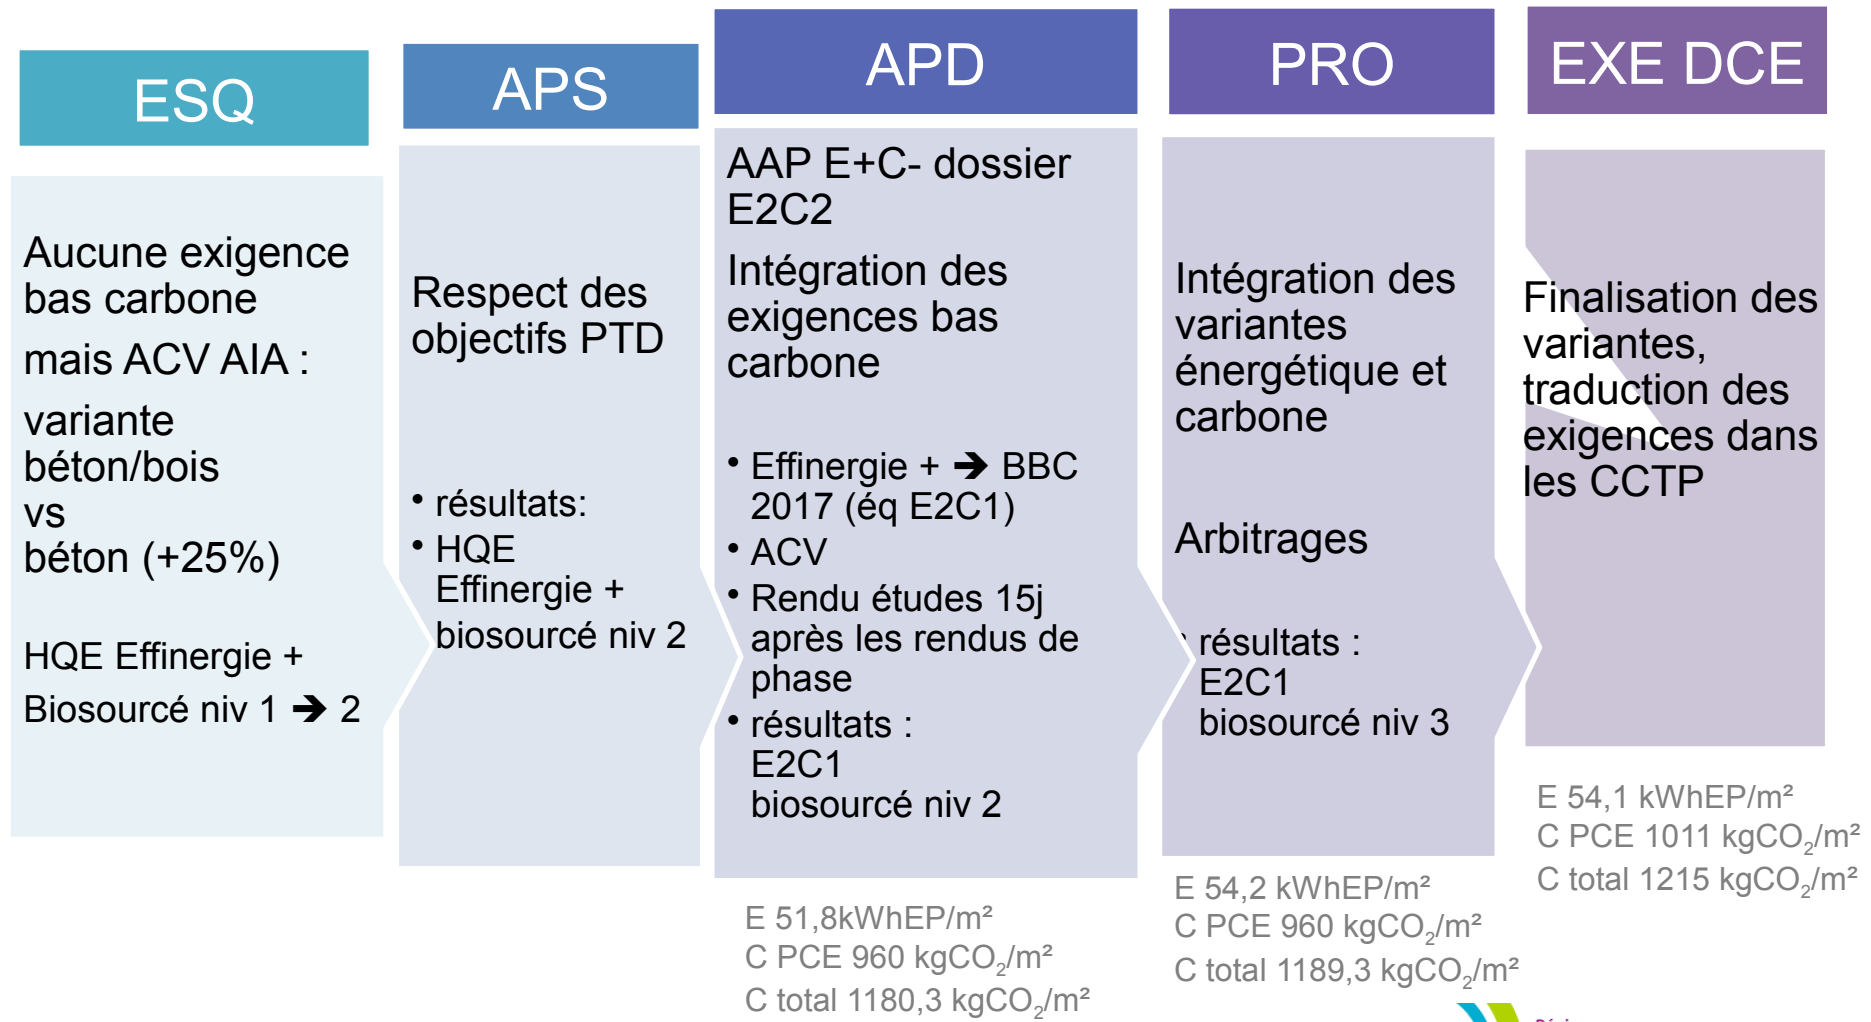 ESQ
Aucune exigence
bas carbone
mais ACV AIA :
variante
béton/bois
vs
béton (+25%)
HQE Effinergie +
Biosourcé niv 1 ➔ 2
APS
Respect des
objectifs PTD
• résultats:
• HQE
Effinergie +
biosourcé niv 2
APD
AAP E+C- dossier
E2C2
Intégration des
exigences bas
carbone
• Effinergie + ➔ BBC
2017 (éq E2C1)
• ACV
• Rendu études 15j
après les rendus de
phase
• résultats :
E2C1
biosourcé niv 2
E 51,8kWhEP/m²
C PCE 960 kgCO₂/m²
C total 1180,3 kgCO₂/m²
PRO
Intégration des
variantes
énergétique et
carbone
Arbitrages
• résultats :
E2C1
biosourcé niv 3
E 54,2 kWhEP/m²
C PCE 960 kgCO₂/m²
C total 1189,3 kgCO₂/m²
EXE DCE
Finalisation des
variantes,
traduction des
exigences dans
les CCTP
E 54,1 kWhEP/m²
C PCE 1011 kgCO₂/m²
C total 1215 kgCO₂/m²